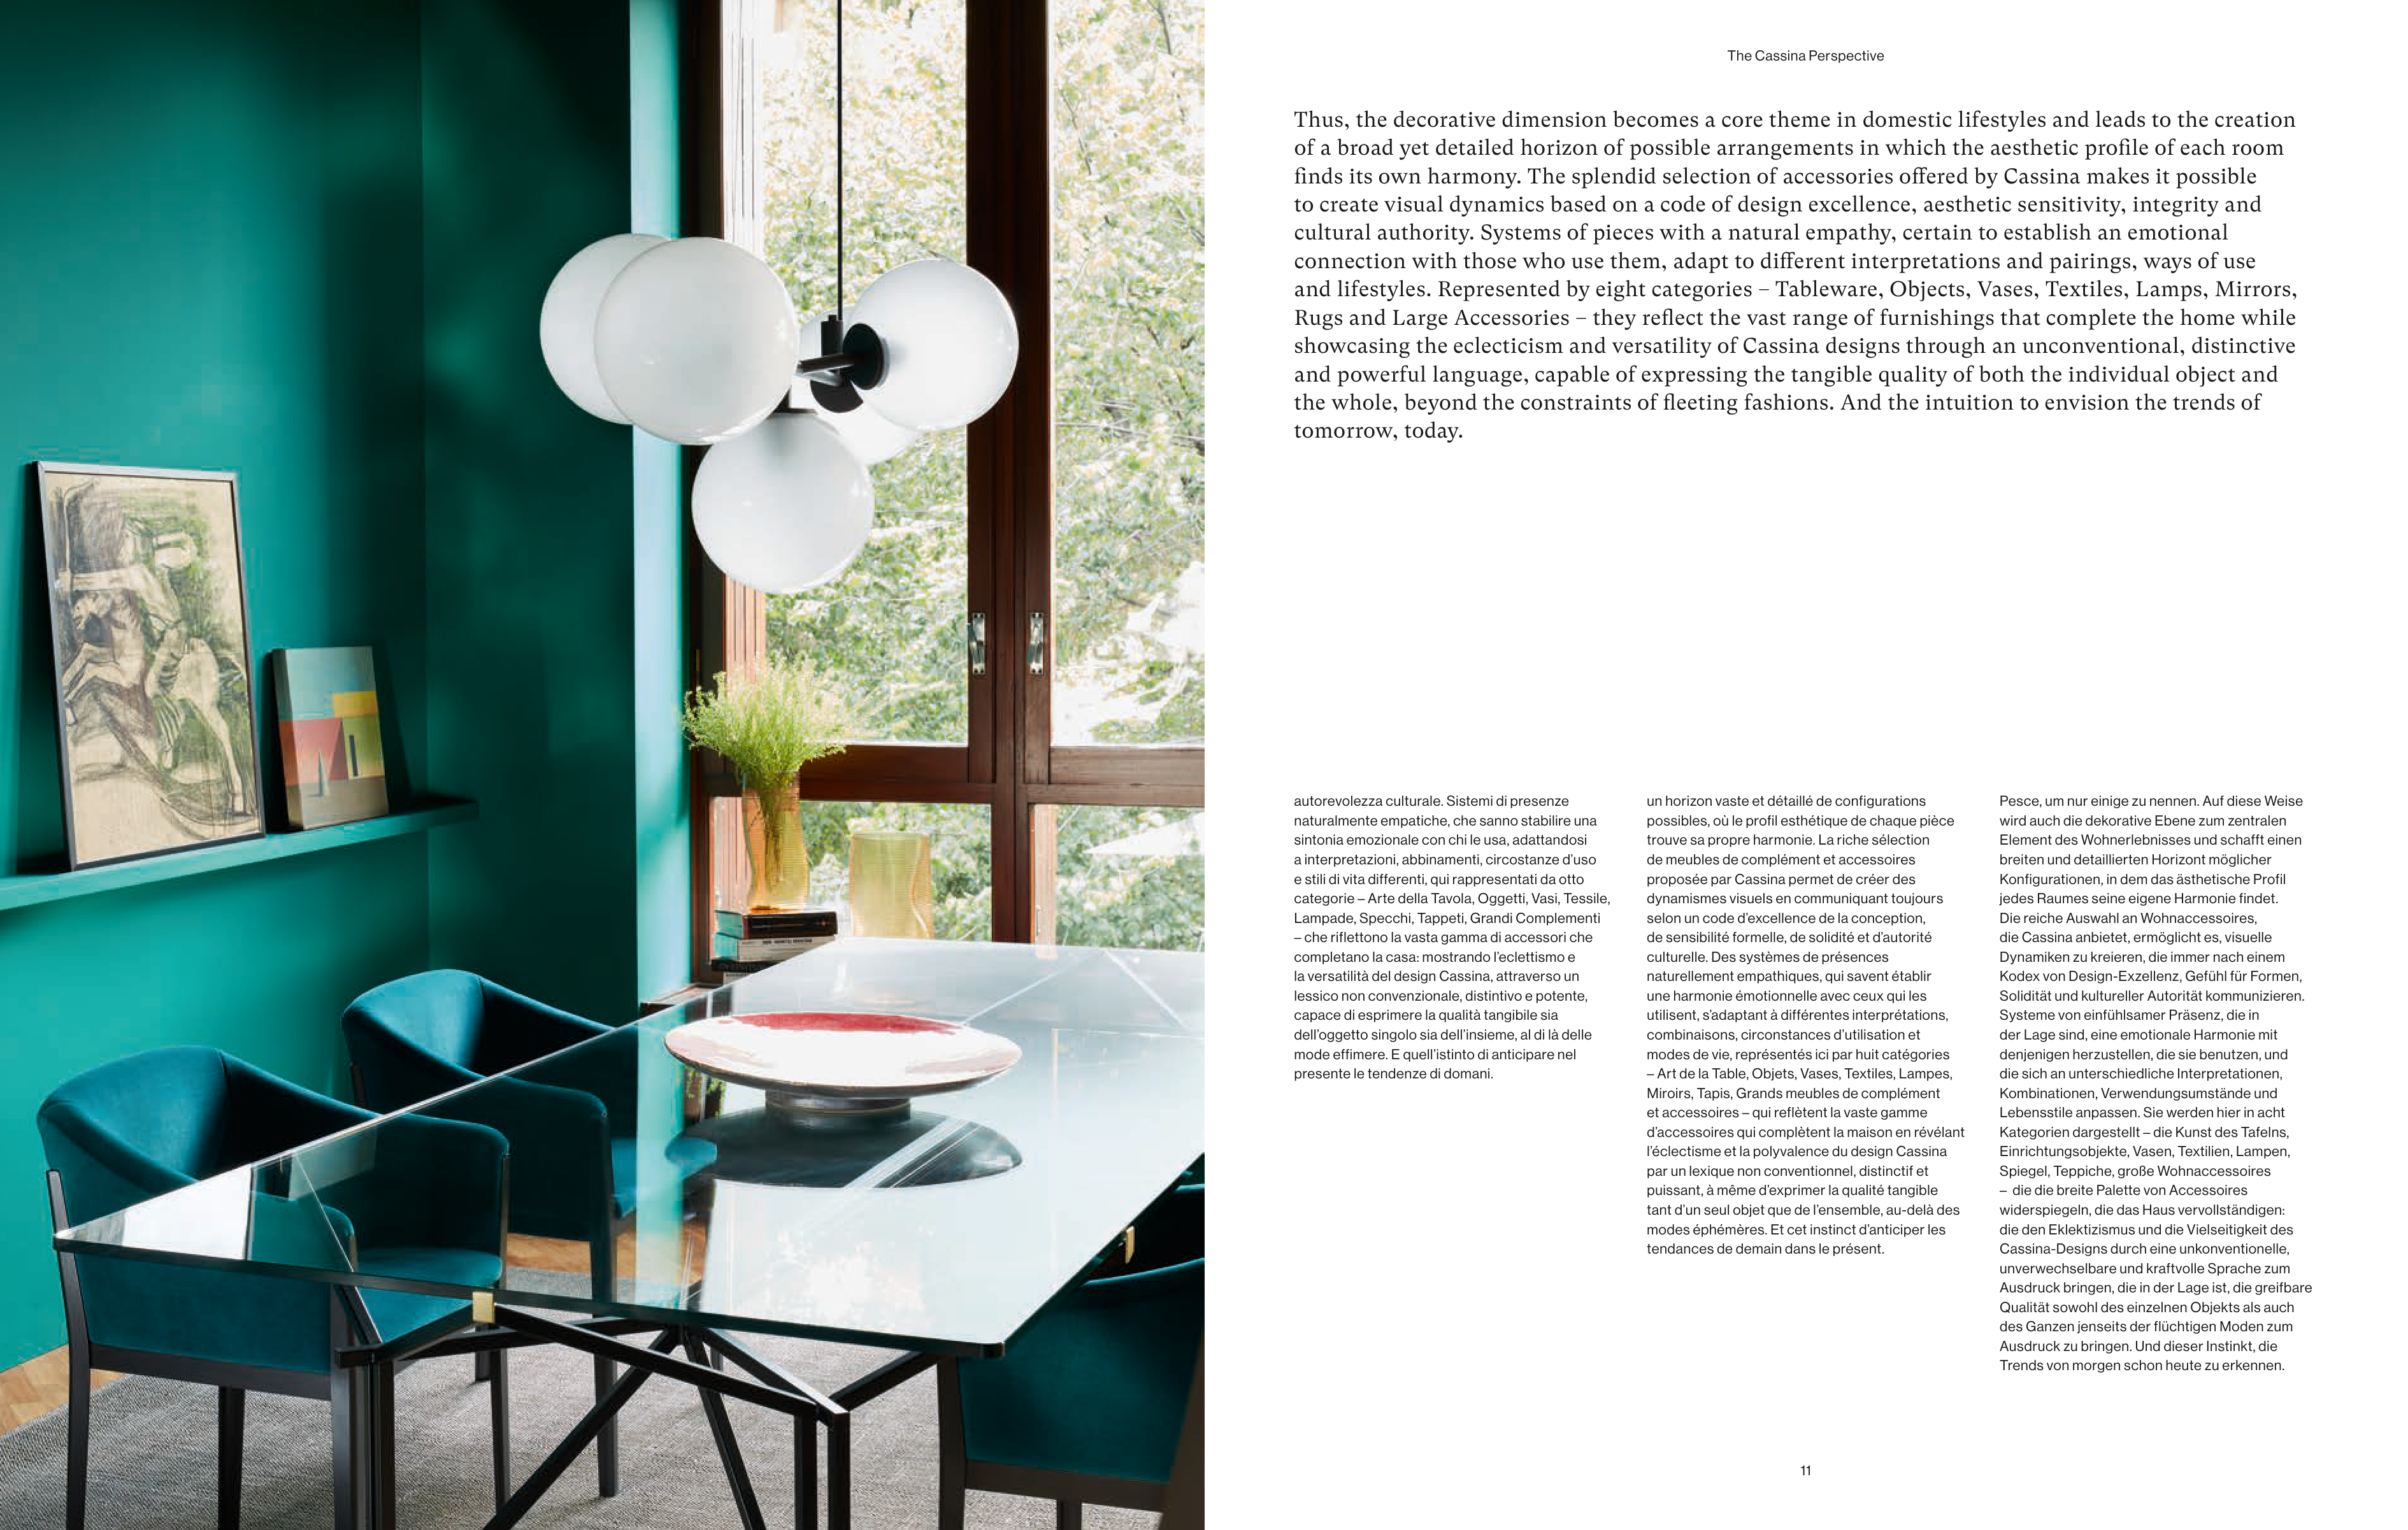 The Cassina Perspective
Thus, the decorative dimension becomes a core theme in domestic lifestyles and leads to the creation
of a broad yet detailed horizon of possible arrangements in which the aesthetic profile of each room
finds its own harmony. The splendid selection of accessories offered by Cassina makes it possible
to create visual dynamics based on a code of design excellence, aesthetic sensitivity, integrity and
cultural authority. Systems of pieces with a natural empathy, certain to establish an emotional
connection with those who use them, adapt to different interpretations and pairings, ways of use
and lifestyles. Represented by eight categories – Tableware, Objects, Vases, Textiles, Lamps, Mirrors,
Rugs and Large Accessories – they reflect the vast range of furnishings that complete the home while
showcasing the eclecticism and versatility of Cassina designs through an unconventional, distinctive
and powerful language, capable of expressing the tangible quality of both the individual object and
the whole, beyond the constraints of fleeting fashions. And the intuition to envision the trends of
tomorrow, today.
autorevolezza culturale. Sistemi di presenze
naturalmente empatiche, che sanno stabilire una
sintonia emozionale con chi le usa, adattandosi
a interpretazioni, abbinamenti, circostanze d’uso
e stili di vita differenti, qui rappresentati da otto
categorie – Arte della Tavola, Oggetti, Vasi, Tessile,
Lampade, Specchi, Tappeti, Grandi Complementi
– che riflettono la vasta gamma di accessori che
completano la casa: mostrando l’eclettismo e
la versatilità del design Cassina, attraverso un
lessico non convenzionale, distintivo e potente,
capace di esprimere la qualità tangibile sia
dell’oggetto singolo sia dell’insieme, al di là delle
mode effimere. E quell’istinto di anticipare nel
presente le tendenze di domani.
un horizon vaste et détaillé de configurations
possibles, où le profil esthétique de chaque pièce
trouve sa propre harmonie. La riche sélection
de meubles de complément et accessoires
proposée par Cassina permet de créer des
dynamismes visuels en communiquant toujours
selon un code d’excellence de la conception,
de sensibilité formelle, de solidité et d’autorité
culturelle. Des systèmes de présences
naturellement empathiques, qui savent établir
une harmonie émotionnelle avec ceux qui les
utilisent, s’adaptant à différentes interprétations,
combinaisons, circonstances d’utilisation et
modes de vie, représentés ici par huit catégories
– Art de la Table, Objets, Vases, Textiles, Lampes,
Miroirs, Tapis, Grands meubles de complément
et accessoires – qui reflètent la vaste gamme
d’accessoires qui complètent la maison en révélant
l’éclectisme et la polyvalence du design Cassina
par un lexique non conventionnel, distinctif et
puissant, à même d’exprimer la qualité tangible
tant d’un seul objet que de l’ensemble, au-delà des
modes éphémères. Et cet instinct d’anticiper les
tendances de demain dans le présent.
Pesce, um nur einige zu nennen. Auf diese Weise
wird auch die dekorative Ebene zum zentralen
Element des Wohnerlebnisses und schafft einen
breiten und detaillierten Horizont möglicher
Konfigurationen, in dem das ästhetische Profil
jedes Raumes seine eigene Harmonie findet.
Die reiche Auswahl an Wohnaccessoires,
die Cassina anbietet, ermöglicht es, visuelle
Dynamiken zu kreieren, die immer nach einem
Kodex von Design-Exzellenz, Gefühl für Formen,
Solidität und kultureller Autorität kommunizieren.
Systeme von einfühlsamer Präsenz, die in
der Lage sind, eine emotionale Harmonie mit
denjenigen herzustellen, die sie benutzen, und
die sich an unterschiedliche Interpretationen,
Kombinationen, Verwendungsumstände und
Lebensstile anpassen. Sie werden hier in acht
Kategorien dargestellt – die Kunst des Tafelns,
Einrichtungsobjekte, Vasen, Textilien, Lampen,
Spiegel, Teppiche, große Wohnaccessoires
– die die breite Palette von Accessoires
widerspiegeln, die das Haus vervollständigen:
die den Eklektizismus und die Vielseitigkeit des
Cassina-Designs durch eine unkonventionelle,
unverwechselbare und kraftvolle Sprache zum
Ausdruck bringen, die in der Lage ist, die greifbare
Qualität sowohl des einzelnen Objekts als auch
des Ganzen jenseits der flüchtigen Moden zum
Ausdruck zu bringen. Und dieser Instinkt, die
Trends von morgen schon heute zu erkennen.
11